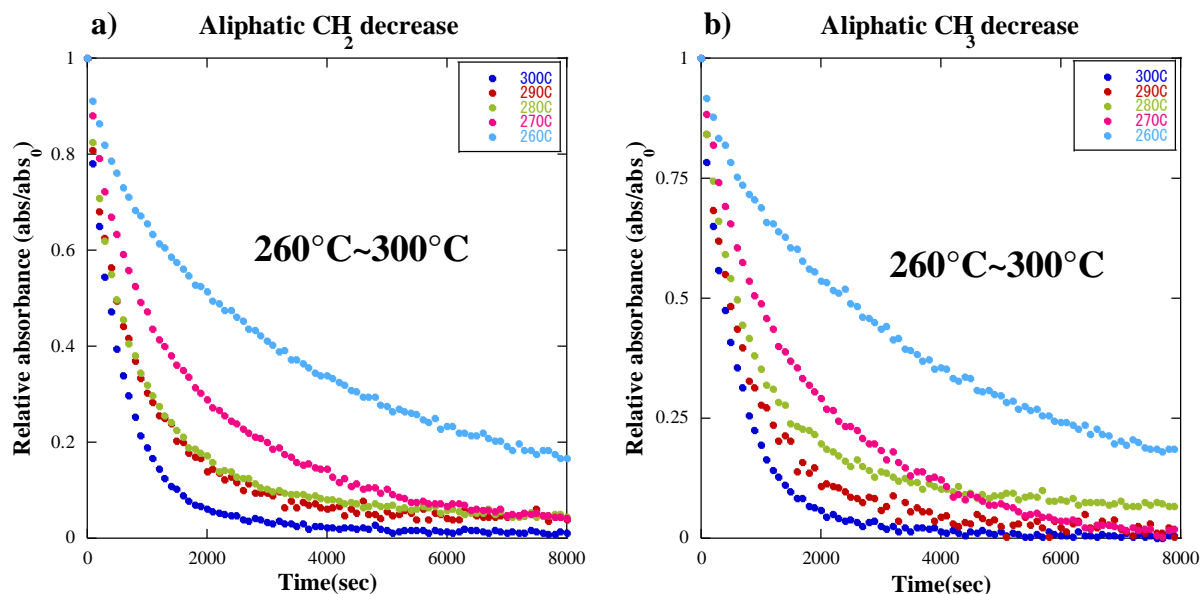 a)
Aliphatic CH2 decrease
Relative absorbance (abs/abs0)
1
0.8
0.6
0.4
0.2
0
300C
290C
280C
270C
260C
260°C~300°C
0 2000 4000 6000 8000
Time(sec)
b)
Aliphatic CH3 decrease
Relative absorbance (abs/abs0)
1
0.75
0.5
0.25
0
300C
290C
280C
270C
260C
260°C~300°C
0 2000 4000 6000 8000
Time(sec)